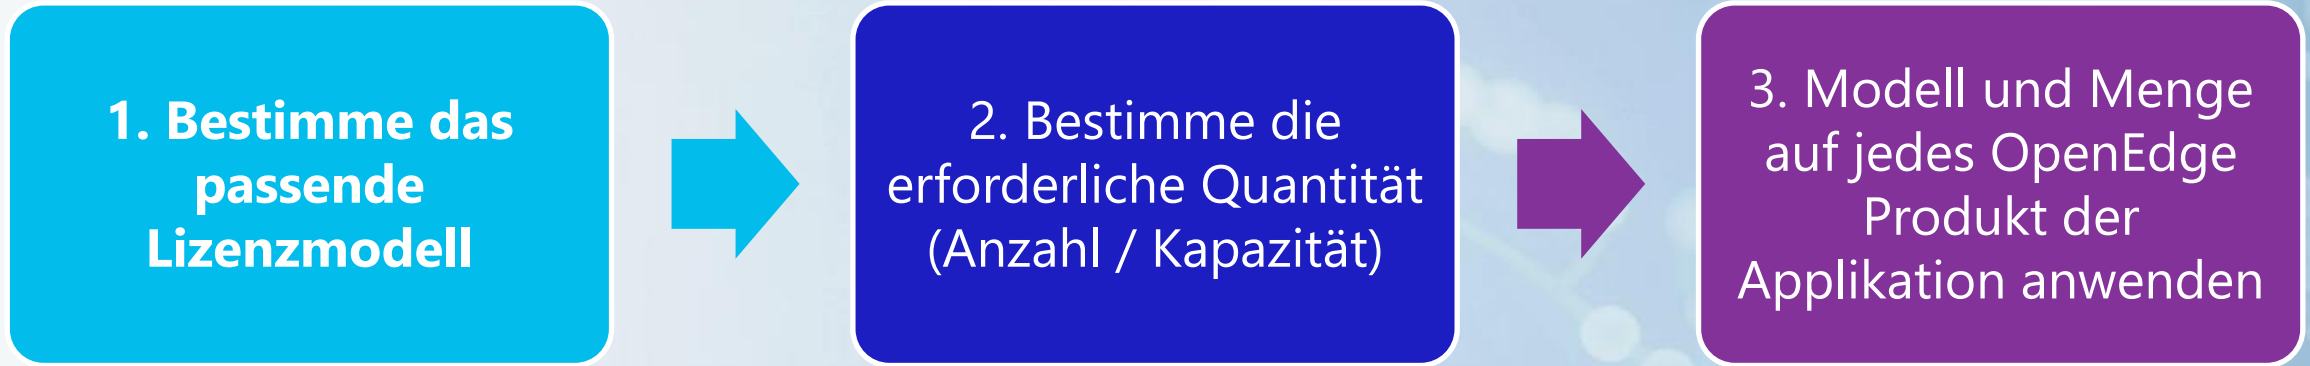 1. Bestimme das
passende
Lizenzmodell
2. Bestimme die
erforderliche Quantität
(Anzahl / Kapazität)
3. Modell und Menge
auf jedes OpenEdge
Produkt der
Applikation anwenden